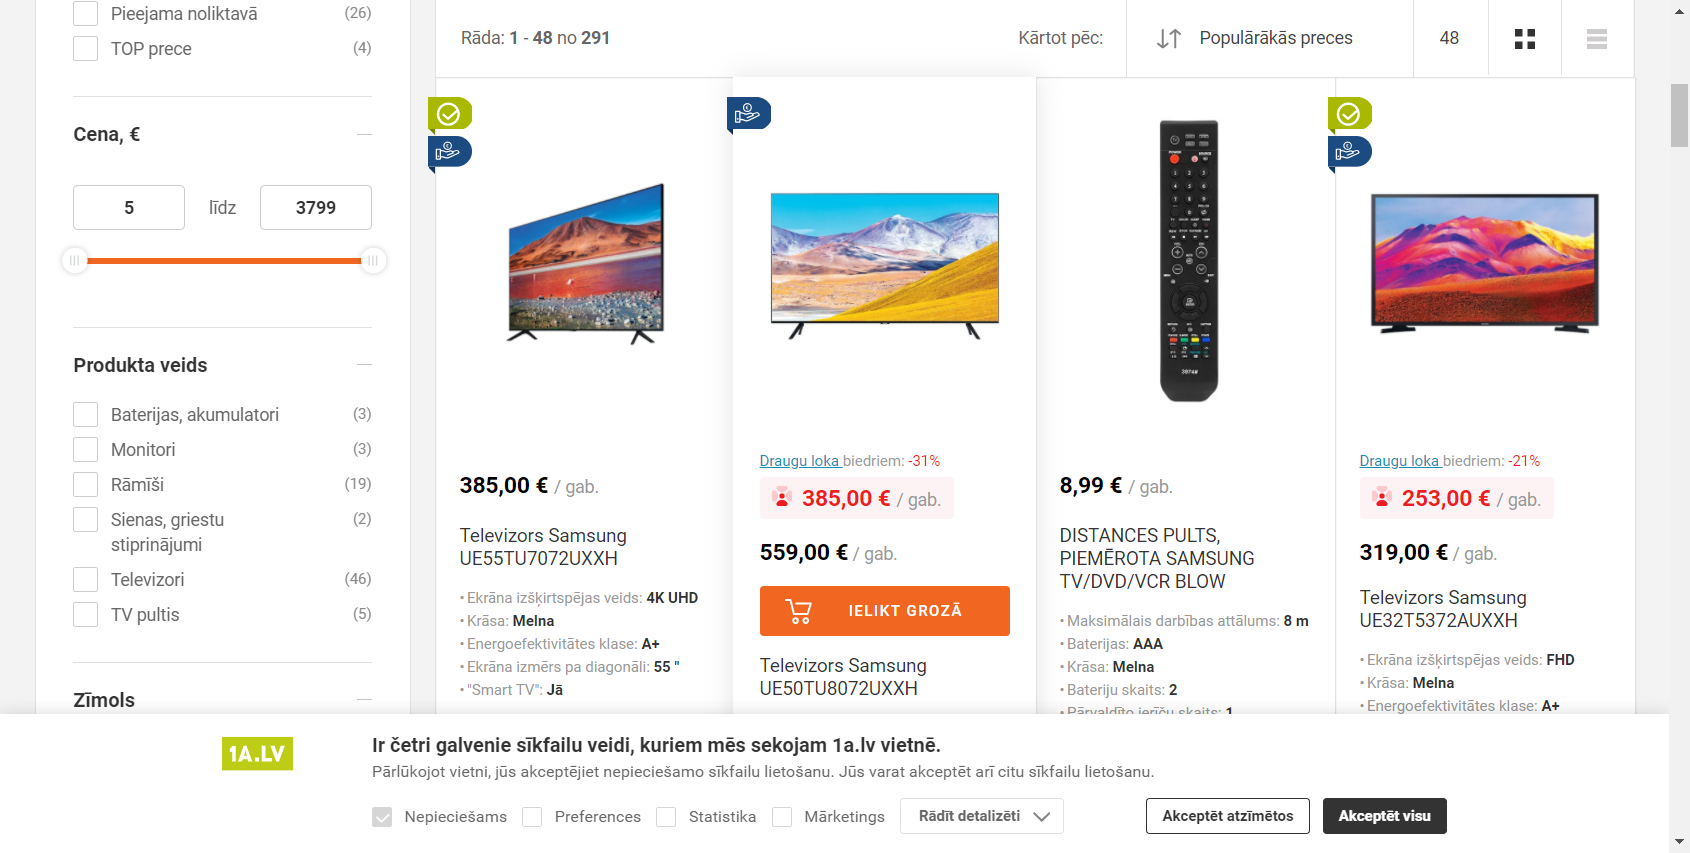 Pieejama noliktavā (26)
TOP prece (4)
Cena, €
5 līdz 3799
Produkta veids
Baterijas, akumulatori (3)
Monitori (3)
Rāmīši (19)
Sienas, griestu (2)
stiprinājumi
Televizori (46)
TV pultis (5)
Zīmols
Rāda: 1 - 48 no 291
Kārtot pēc:
Populārākās preces
48
385,00 € / gab.
Televizors Samsung
UE55TU7072UXXH
• Ekrāna izšķirtspējas veids: 4K UHD
• Krāsa: Melna
• Energoefektivitātes klase: A+
• Ekrāna izmērs pa diagonāli: 55 "
• "Smart TV": Jā
Draugu loka biedriem: -31%
385,00 € / gab.
559,00 € / gab.
IELIKT GROZĀ
Televizors Samsung
UE50TU8072UXXH
8,99 € / gab.
DISTANCES PULTS,
PIEMĒROTA SAMSUNG
TV/DVD/VCR BLOW
• Maksimālais darbības attālums: 8 m
• Baterijas: AAA
• Krāsa: Melna
• Bateriju skaits: 2
• Pārvaldīto ierīču skaits: 1
Draugu loka biedriem: -21%
253,00 € / gab.
319,00 € / gab.
Televizors Samsung
UE32T5372AUXXH
• Ekrāna izšķirtspējas veids: FHD
• Krāsa: Melna
• Energoefektivitātes klase: A+
1A.LV
Ir četri galvenie sīkfailu veidi, kuriem mēs sekojam 1a.lv vietnē.
Pārlūkojot vietni, jūs akceptējiet nepieciešamo sīkfailu lietošanu. Jūs varat akceptēt arī citu sīkfailu lietošanu.
Nepieciešams Preferences Statistika Mārketings Rādīt detalizēti Akceptēt atzīmētos Akceptēt visu